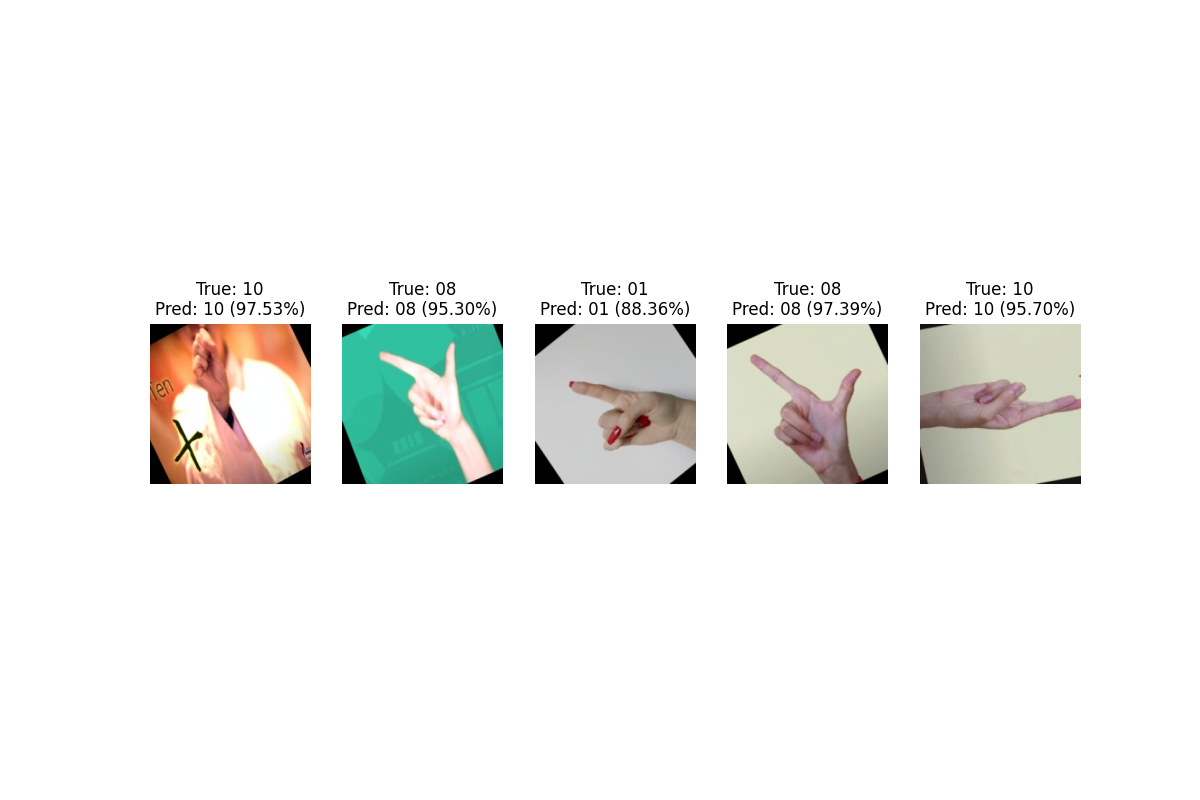 True: 10
Pred: 10 (97.53%)
True: 08
Pred: 08 (95.30%)
True: 01
Pred: 01 (88.36%)
True: 08
Pred: 08 (97.39%)
True: 10
Pred: 10 (95.70%)
Ten